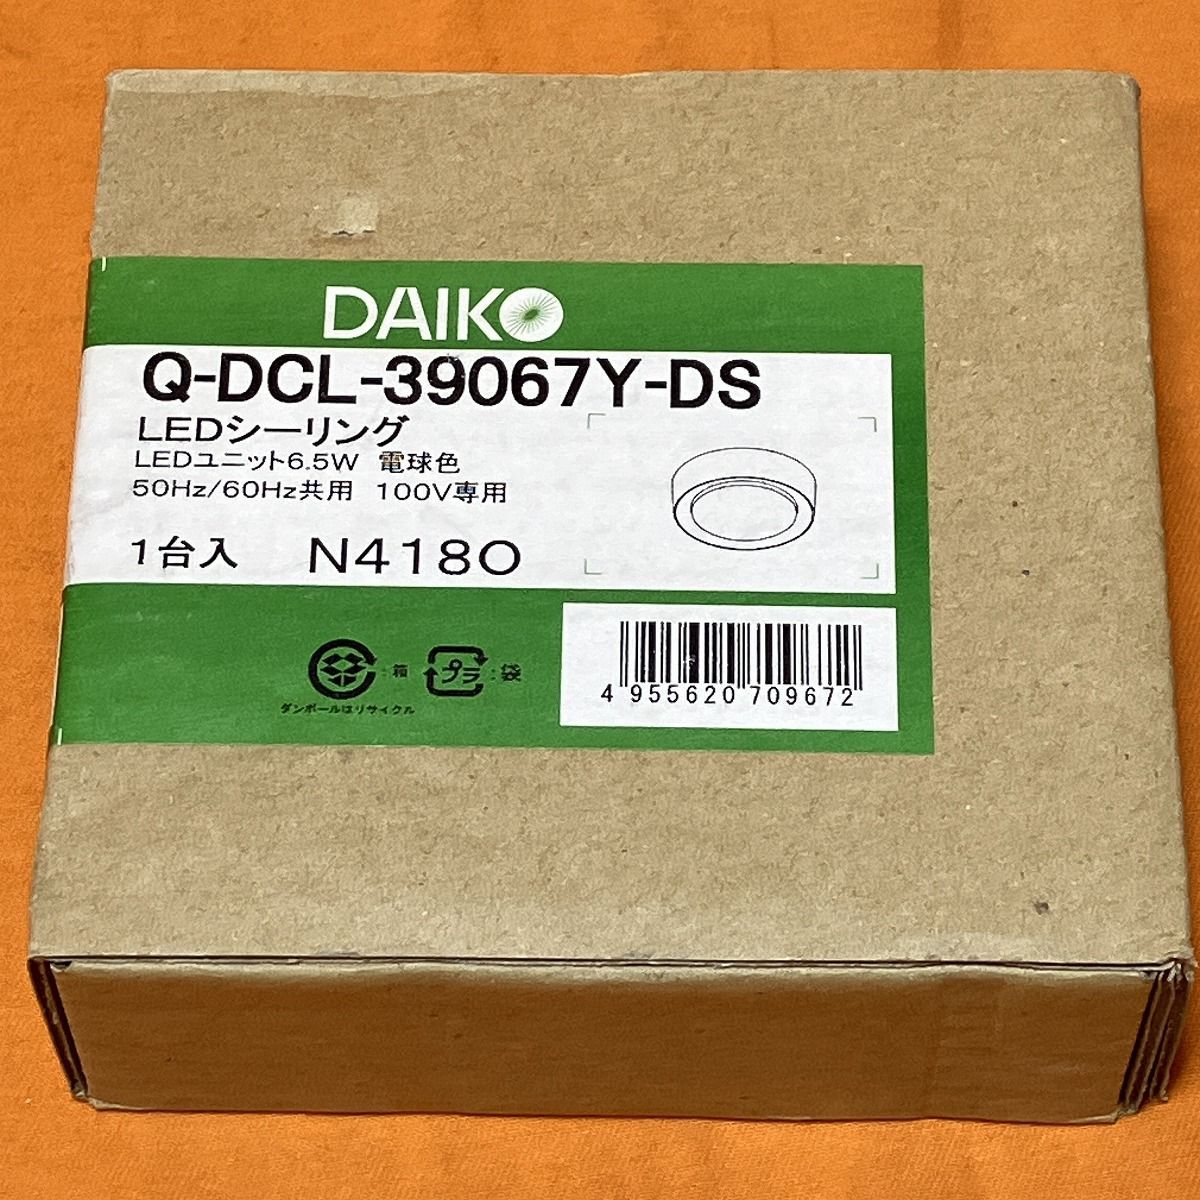 DAIKO
Q-DCL-39067Y-DS
LEDシーリング
LEDユニット6.5W 電球色
50Hz/60Hz共用 100V専用
1台入 N4180
:箱 プラ :袋
ダンボールはリサイクル
4 955620 709672